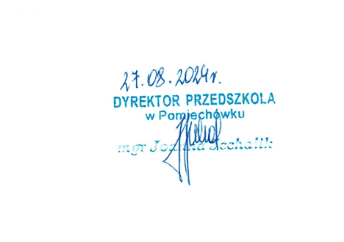 27.08.2024r.
DYREKTOR PRZEDSZKOLA
w Pomiechówku
mgr